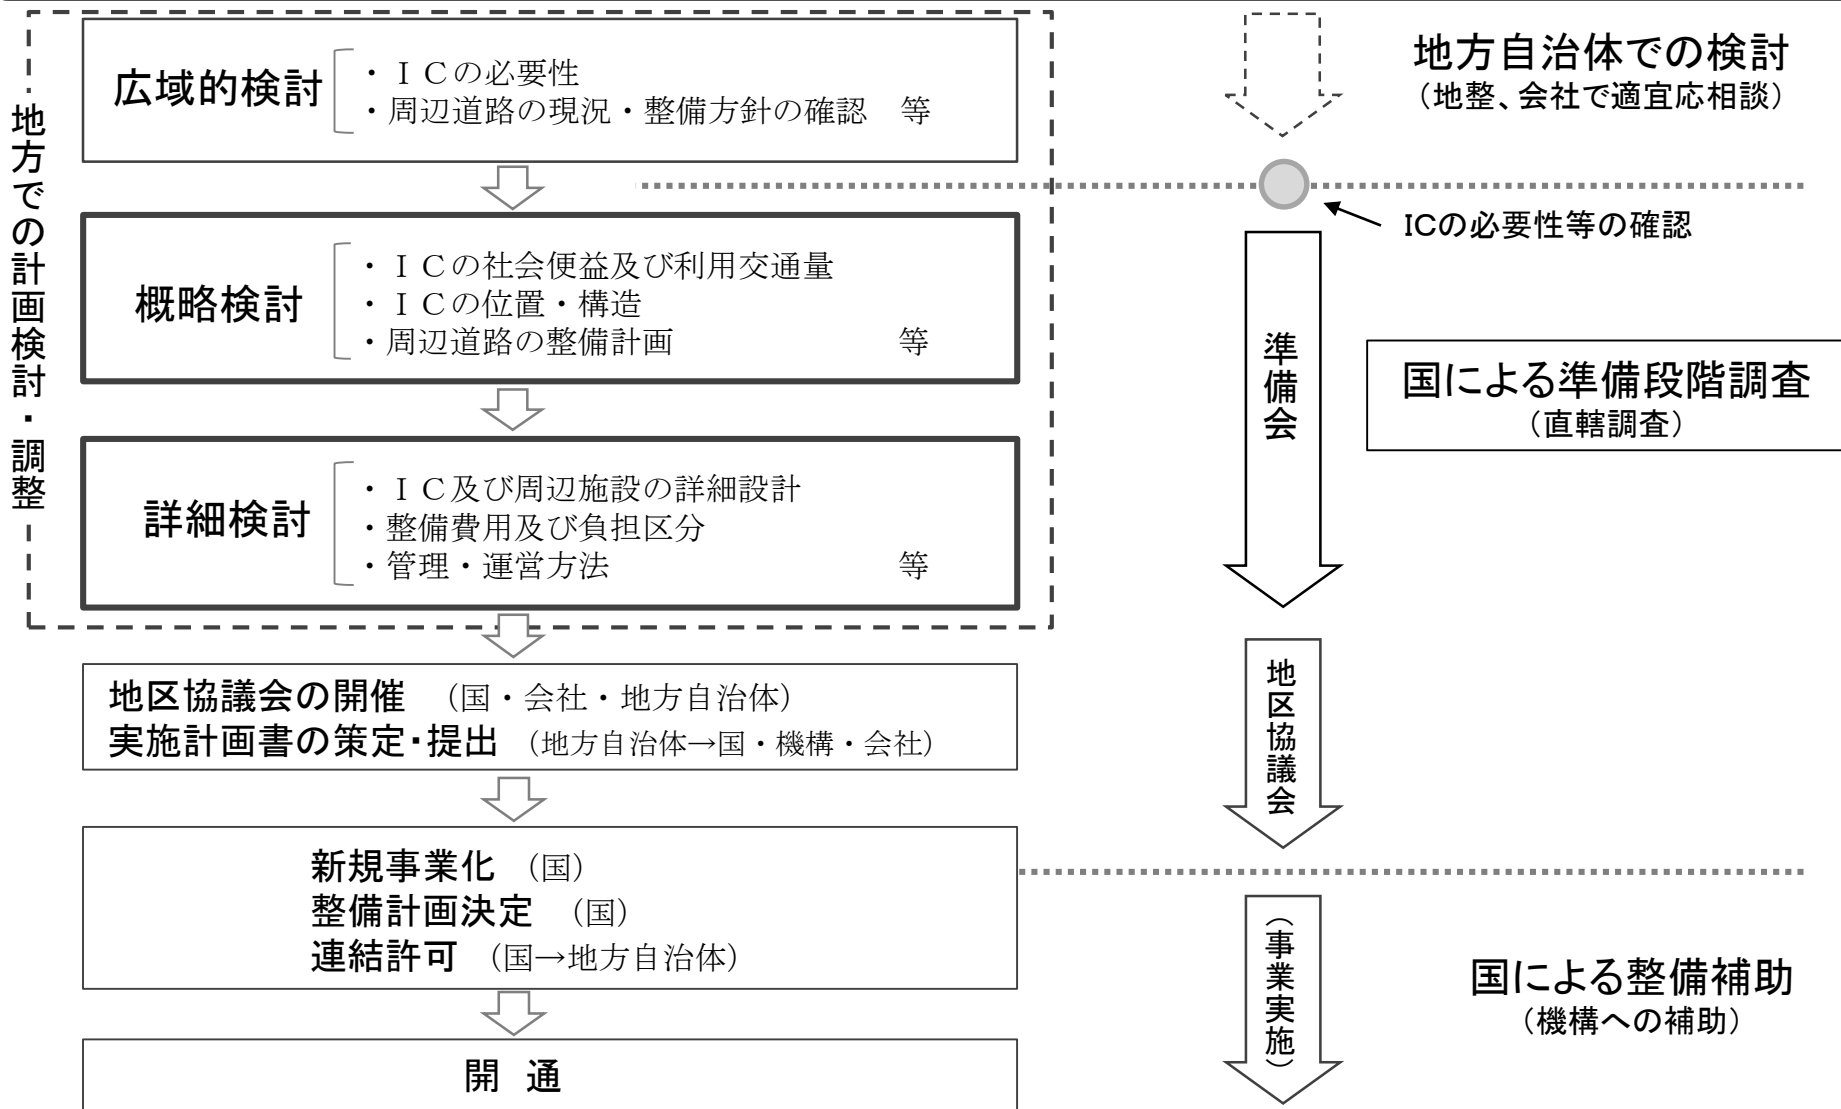 地方での計画検討・調整
広域的検討
・ＩＣの必要性
・周辺道路の現況・整備方針の確認　等
概略検討
・ＩＣの社会便益及び利用交通量
・ＩＣの位置・構造
・周辺道路の整備計画　等
詳細検討
・ＩＣ及び周辺施設の詳細設計
・整備費用及び負担区分
・管理・運営方法　等
地区協議会の開催　（国・会社・地方自治体）
実施計画書の策定・提出　（地方自治体→国・機構・会社）
新規事業化　（国）
整備計画決定　（国）
連結許可　（国→地方自治体）
開　通
地方自治体での検討
（地整、会社で適宜応相談）
ICの必要性等の確認
準備会
国による準備段階調査
（直轄調査）
地区協議会
（事業実施）
国による整備補助
（機構への補助）